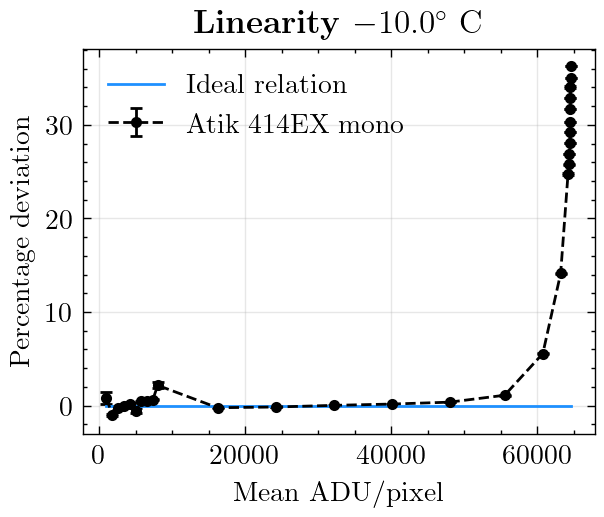 Linearity −10.0° C
Ideal relation
Atik 414EX mono
Percentage deviation
30
20
10
0
0 20000 40000 60000
Mean ADU/pixel